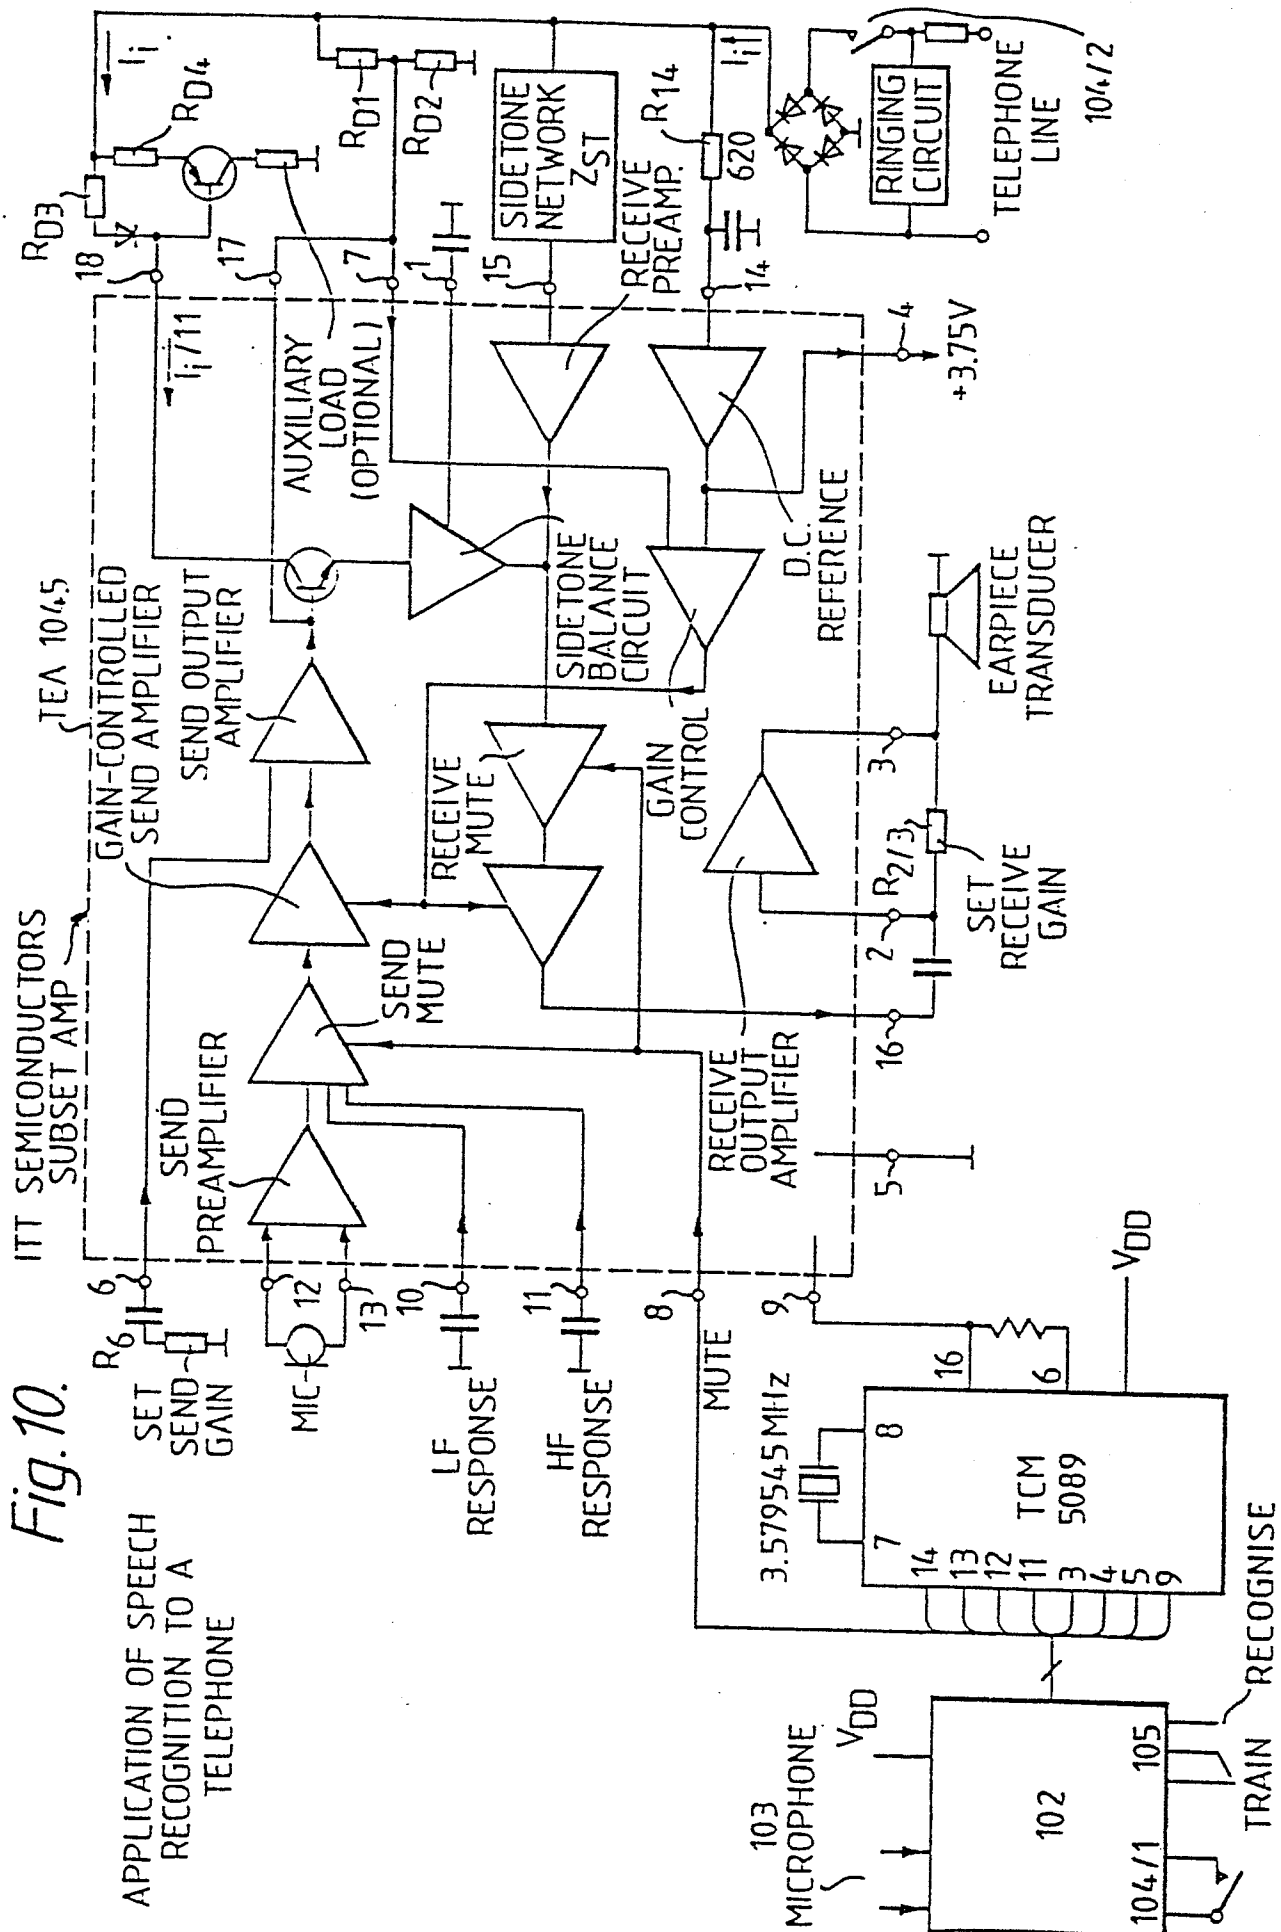 Fig. 10.
APPLICATION OF SPEECH
RECOGNITION TO A
TELEPHONE
ITT SEMICONDUCTORS
SUBSET AMP
TEA 1045
GAIN-CONTROLLED
SEND AMPLIFIER
SEND OUTPUT
AMPLIFIER
SEND
PREAMPLIFIER
SEND
MUTE
RECEIVE
MUTE
SIDETONE
BALANCE
CIRCUIT
GAIN
CONTROL
D.C.
REFERENCE
RECEIVE
OUTPUT
AMPLIFIER
AUXILIARY
LOAD
(OPTIONAL)
Ii/11
Ii
RD3
RD4
RD1
RD2
SIDETONE
NETWORK
ZST
RECEIVE
PREAMP.
R14
620
Ii
RINGING
CIRCUIT
TELEPHONE
LINE
104/2
18
17
7
1
15
14
4
+3.75V
R6
6
SET
SEND
GAIN
MIC
12
13
10
LF
RESPONSE
11
HF
RESPONSE
8
MUTE
9
5
16
2
R2/3
3
SET
RECEIVE
GAIN
EARPIECE
TRANSDUCER
3.579545 MHz
7
8
16
6
VDD
TCM
5089
14
13
12
11
3
4
5
9
103
MICROPHONE
VDD
102
104/1
105
TRAIN
RECOGNISE